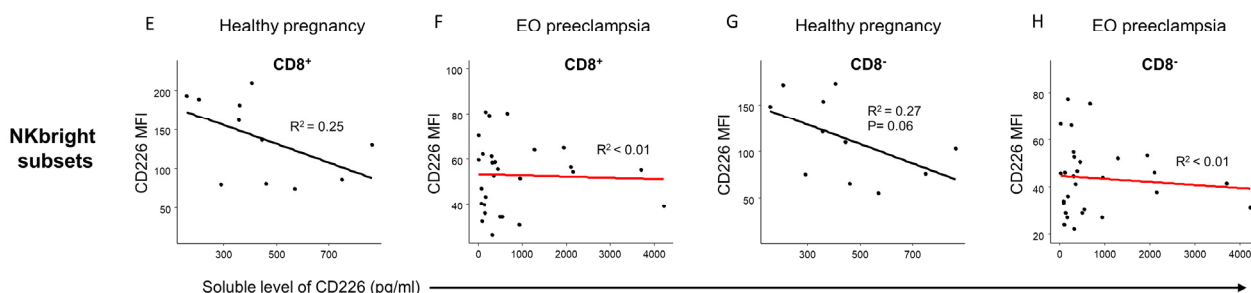 E Healthy pregnancy F EO preeclampsia G Healthy pregnancy H EO preeclampsia
NKbright
subsets
CD8⁺
CD226 MFI
200
150
100
50
R² = 0.25
300 500 700
CD8⁺
CD226 MFI
100
80
60
40
R² < 0.01
0 1000 2000 3000 4000
CD8⁻
CD226 MFI
150
100
50
R² = 0.27
P= 0.06
300 500 700
CD8⁻
CD226 MFI
80
60
40
20
R² < 0.01
0 1000 2000 3000 4000
Soluble level of CD226 (pg/ml)